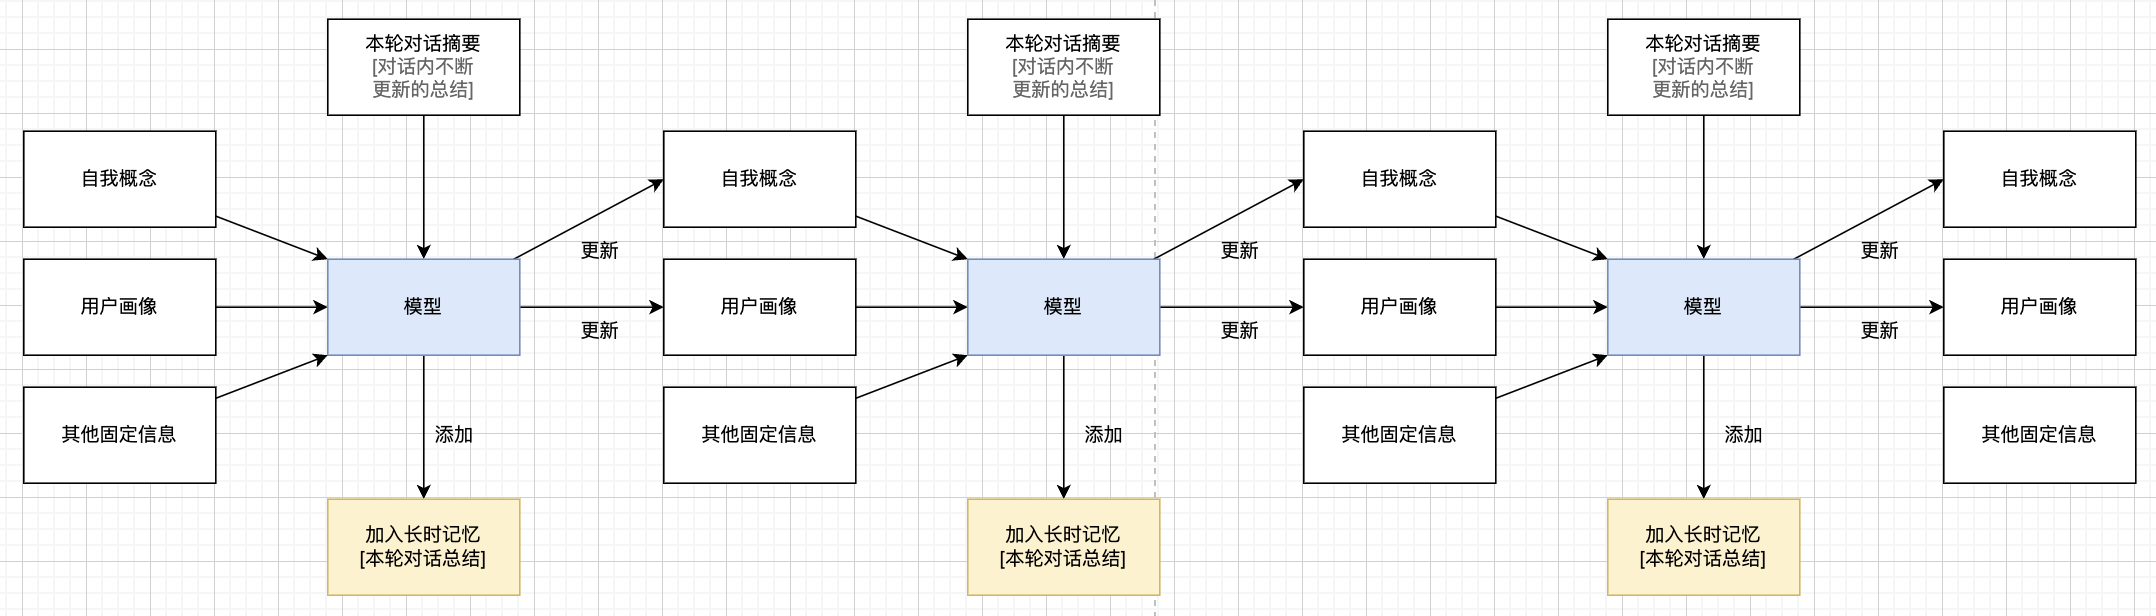 本轮对话摘要
[对话内不断
更新的总结]
本轮对话摘要
[对话内不断
更新的总结]
本轮对话摘要
[对话内不断
更新的总结]
自我概念
自我概念
自我概念
自我概念
更新
更新
更新
用户画像
模型
用户画像
模型
用户画像
模型
用户画像
更新
更新
更新
其他固定信息
添加
其他固定信息
添加
其他固定信息
添加
其他固定信息
加入长时记忆
[本轮对话总结]
加入长时记忆
[本轮对话总结]
加入长时记忆
[本轮对话总结]